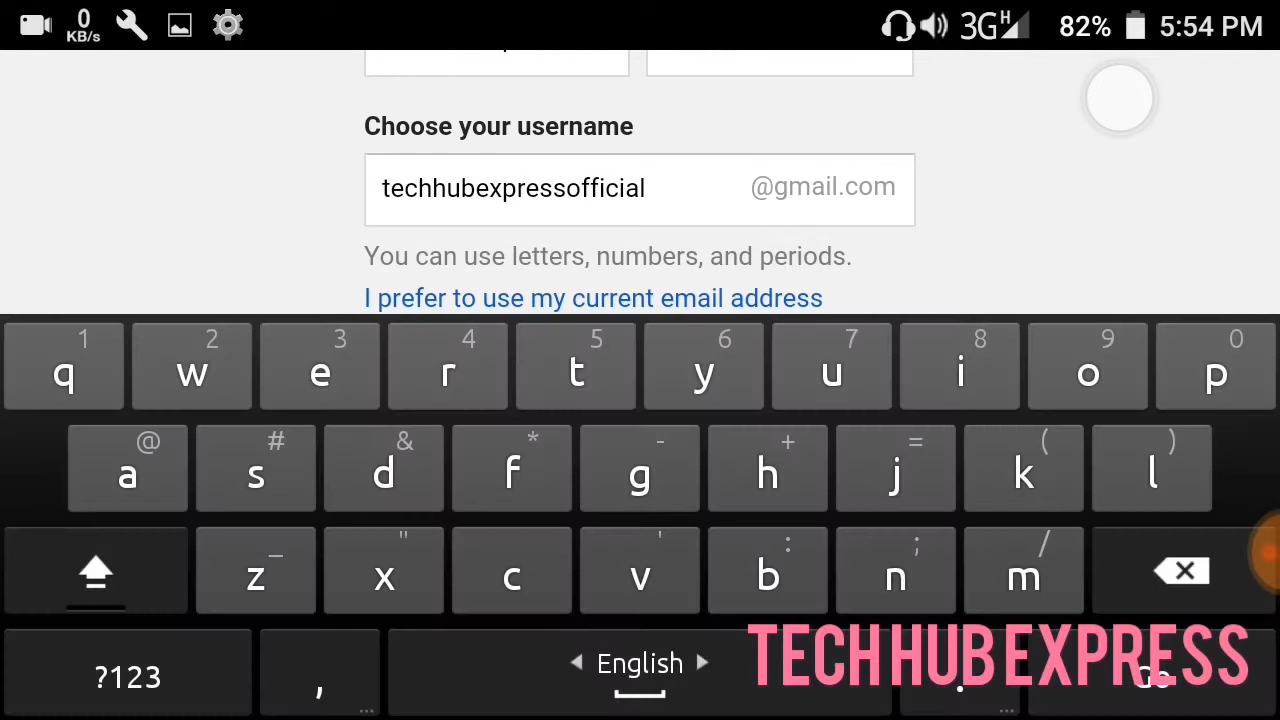 0
KB/s
3G H 82% 5:54 PM
Choose your username
techhubexpressofficial @gmail.com
You can use letters, numbers, and periods.
I prefer to use my current email address
1 2 3 4 5 6 7 8 9 0
q w e r t y u i o p
@ # & * - + = ( )
a s d f g h j k l
_ " ' : ; /
z x c v b n m
?123 , ... English . ... Go
TECH HUB EXPRESS